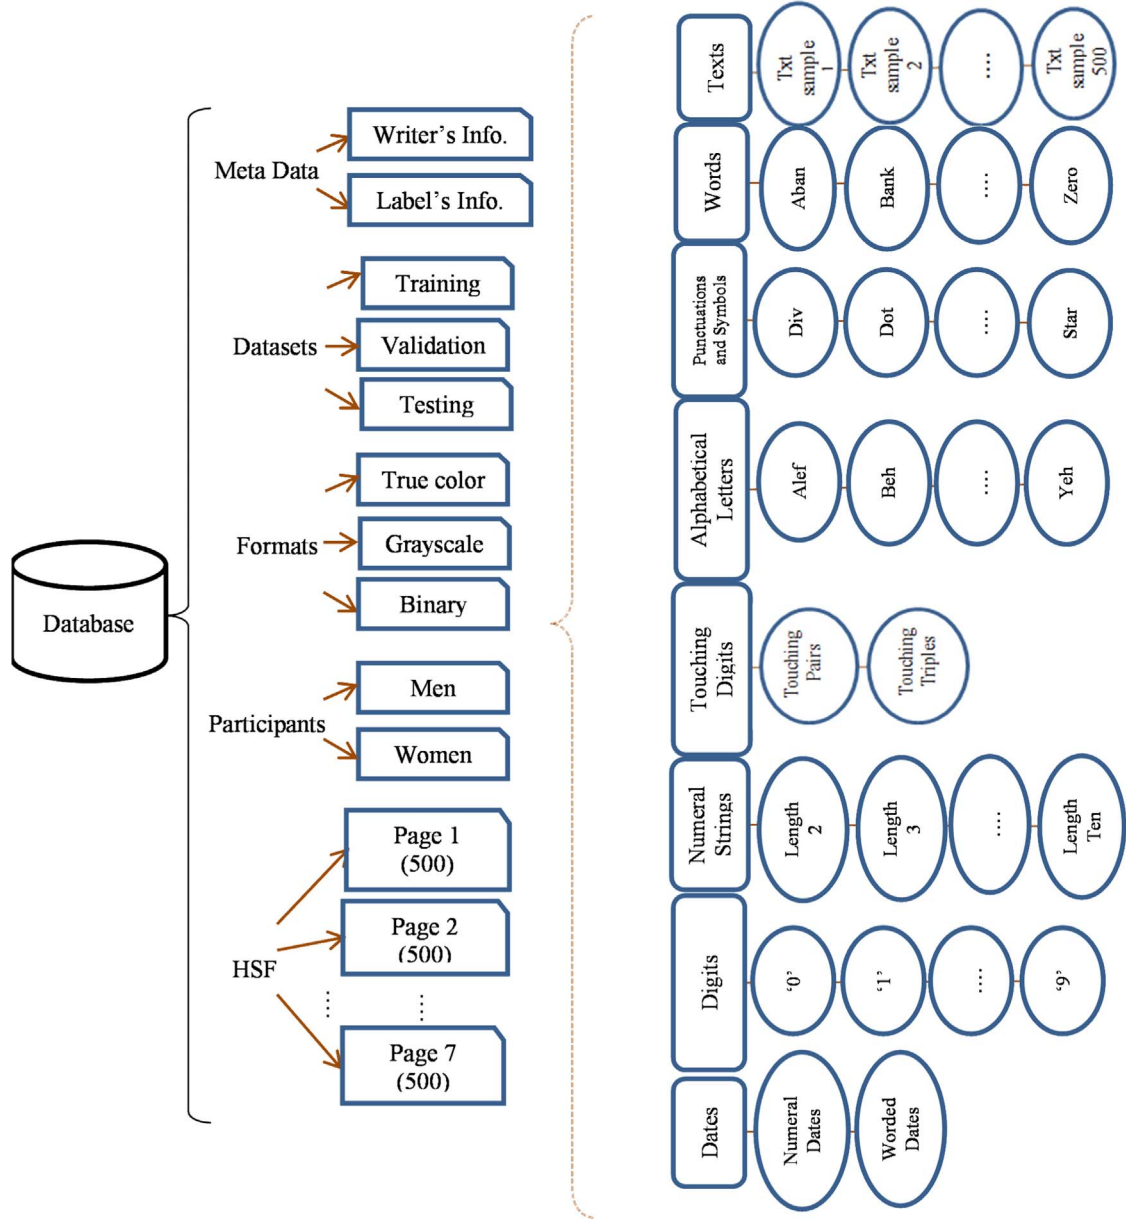 Database
Meta Data
Writer's Info.
Label's Info.
Datasets
Training
Validation
Testing
Formats
True color
Grayscale
Binary
Participants
Men
Women
HSF
Page 1
(500)
Page 2
(500)
.....
.....
Page 7
(500)
Texts
Txt
sample
1
Txt
sample
2
....
Txt
sample
500
Words
Aban
Bank
....
Zero
Punctuations
and Symbols
Div
Dot
....
Star
Alphabetical
Letters
Alef
Beh
....
Yeh
Touching
Digits
Touching
Pairs
Touching
Triples
Numeral
Strings
Length
2
Length
3
....
Length
Ten
Digits
‘0’
‘1’
....
‘9’
Dates
Numeral
Dates
Worded
Dates